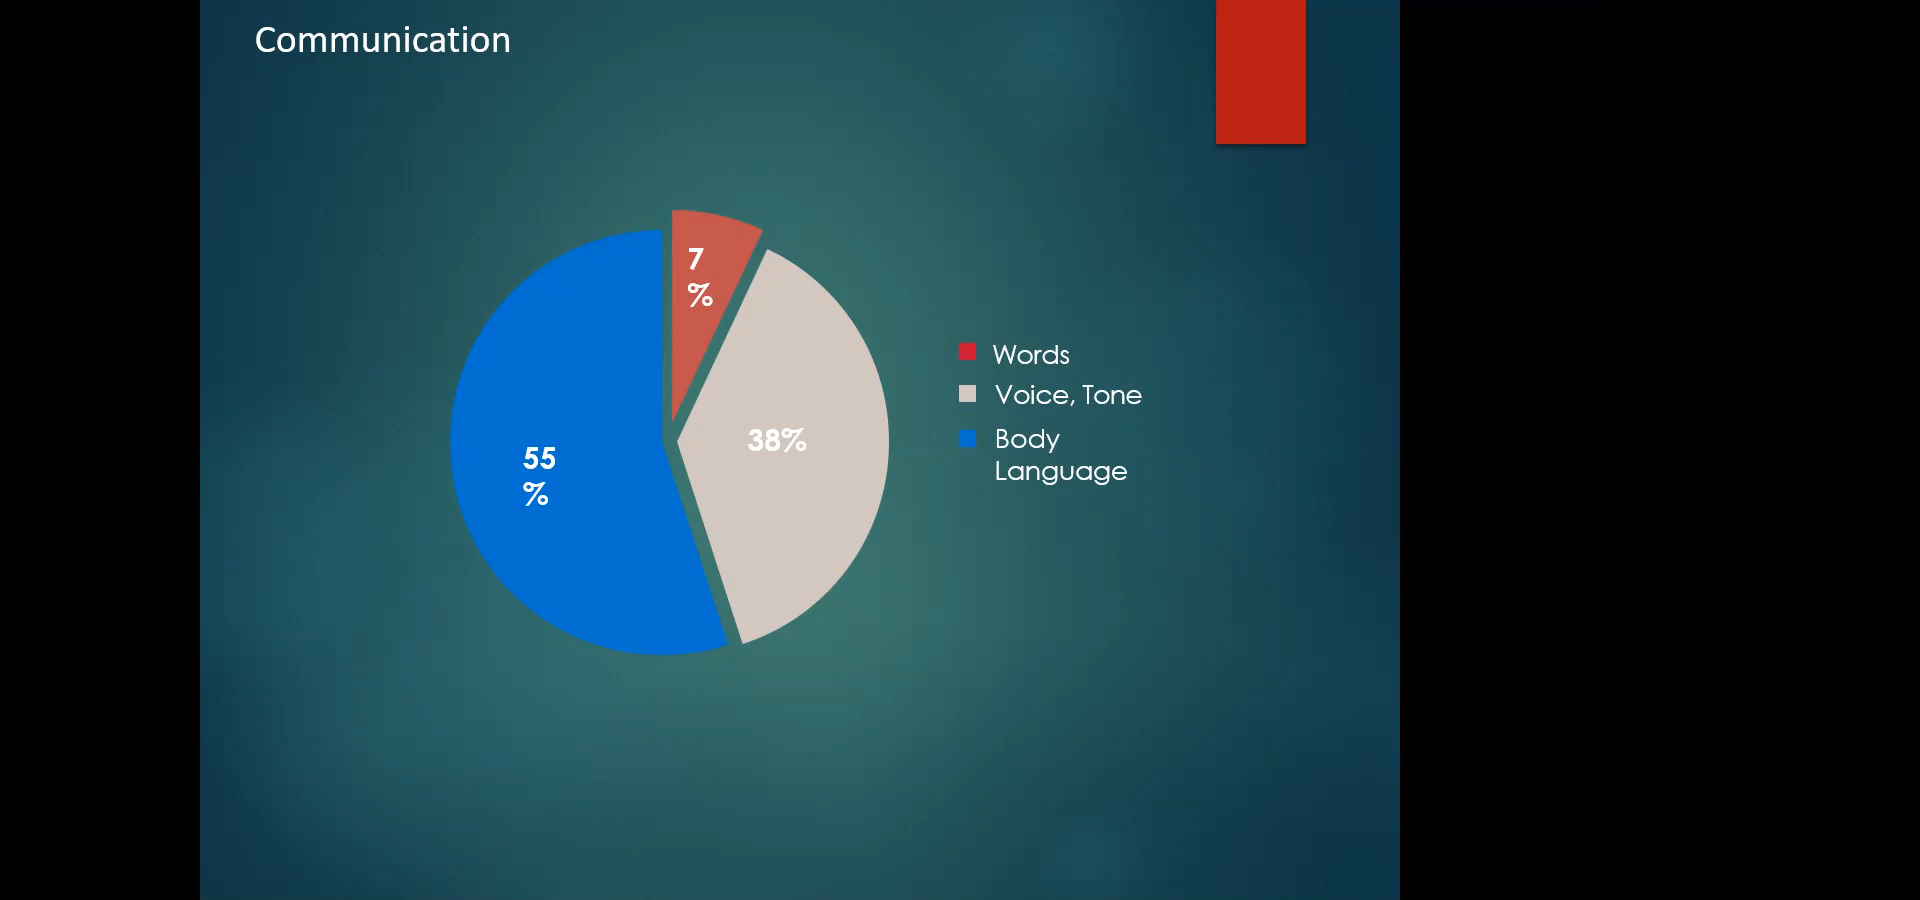 Communication
7
%
38%
55
%
Words
Voice, Tone
Body
Language